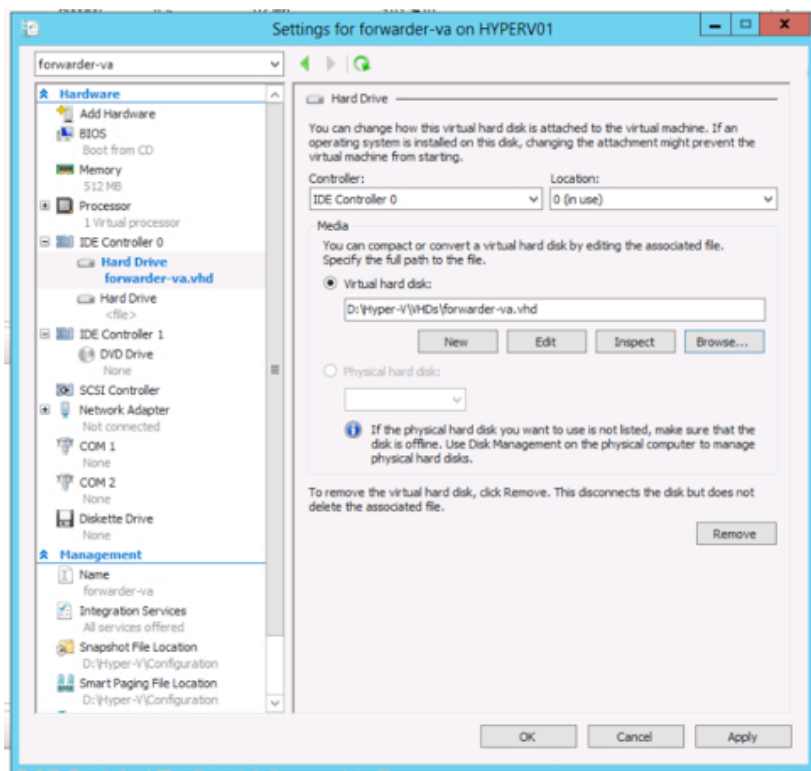 Settings for forwarder-va on HYPERV01
forwarder-va
Hardware
Add Hardware
BIOS
Boot from CD
Memory
512 MB
Processor
1 Virtual processor
IDE Controller 0
Hard Drive
forwarder-va.vhd
Hard Drive
<file>
IDE Controller 1
DVD Drive
None
SCSI Controller
Network Adapter
Not connected
COM 1
None
COM 2
None
Diskette Drive
None
Management
Name
forwarder-va
Integration Services
All services offered
Snapshot File Location
D:\Hyper-V\Configuration
Smart Paging File Location
D:\Hyper-V\Configuration
Hard Drive
You can change how this virtual hard disk is attached to the virtual machine. If an
operating system is installed on this disk, changing the attachment might prevent the
virtual machine from starting.
Controller: Location:
IDE Controller 0 0 (in use)
Media
You can compact or convert a virtual hard disk by editing the associated file.
Specify the full path to the file.
Virtual hard disk:
D:\Hyper-V\VHDs\forwarder-va.vhd
New Edit Inspect Browse...
Physical hard disk:
If the physical hard disk you want to use is not listed, make sure that the
disk is offline. Use Disk Management on the physical computer to manage
physical hard disks.
To remove the virtual hard disk, click Remove. This disconnects the disk but does not
delete the associated file.
Remove
OK Cancel Apply